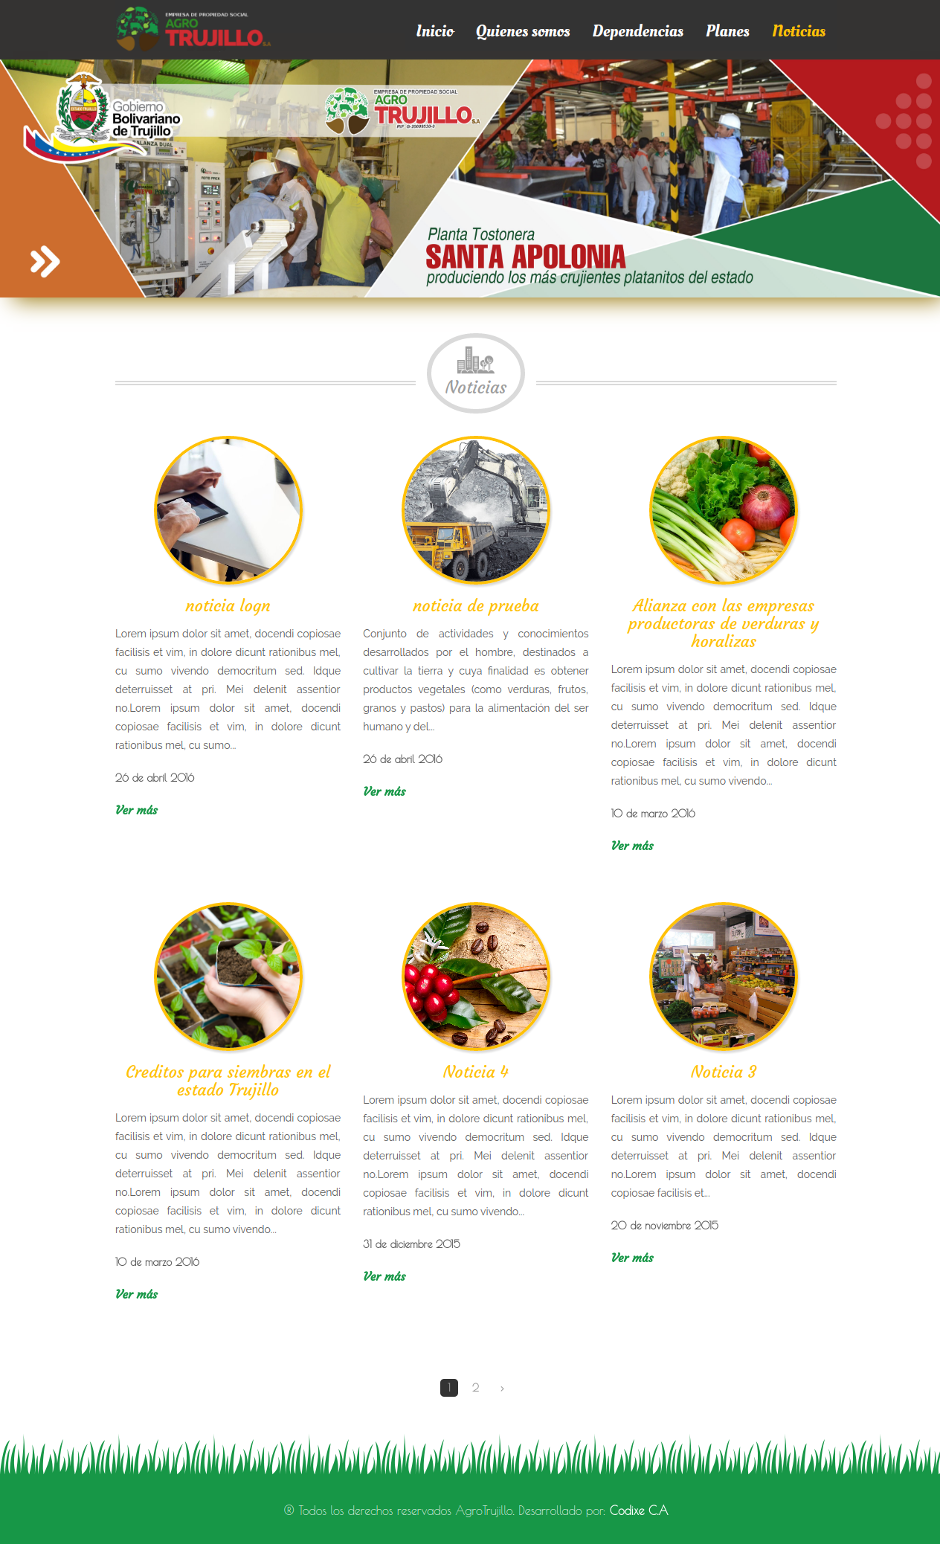 EMPRESA DE PROPIEDAD SOCIAL
AGRO
TRUJILLO S.A
Inicio Quienes somos Dependencias Planes Noticias
Gobierno
Bolivariano
de Trujillo
EMPRESA DE PROPIEDAD SOCIAL
AGRO
TRUJILLO S.A
Planta Tostonera
SANTA APOLONIA
produciendo los más crujientes platanitos del estado
Noticias
noticia logn
Lorem ipsum dolor sit amet, docendi copiosae
facilisis et vim, in dolore dicunt rationibus mel,
cu sumo vivendo democritum sed. Idque
deterruisset at pri. Mei delenit assentior
no.Lorem ipsum dolor sit amet, docendi
copiosae facilisis et vim, in dolore dicunt
rationibus mel, cu sumo...
26 de abril 2016
Ver más
noticia de prueba
Conjunto de actividades y conocimientos
desarrollados por el hombre, destinados a
cultivar la tierra y cuya finalidad es obtener
productos vegetales (como verduras, frutos,
granos y pastos) para la alimentación del ser
humano y del...
26 de abril 2016
Ver más
Alianza con las empresas
productoras de verduras y
horalizas
Lorem ipsum dolor sit amet, docendi copiosae
facilisis et vim, in dolore dicunt rationibus mel,
cu sumo vivendo democritum sed. Idque
deterruisset at pri. Mei delenit assentior
no.Lorem ipsum dolor sit amet, docendi
copiosae facilisis et vim, in dolore dicunt
rationibus mel, cu sumo vivendo...
10 de marzo 2016
Ver más
Creditos para siembras en el
estado Trujillo
Lorem ipsum dolor sit amet, docendi copiosae
facilisis et vim, in dolore dicunt rationibus mel,
cu sumo vivendo democritum sed. Idque
deterruisset at pri. Mei delenit assentior
no.Lorem ipsum dolor sit amet, docendi
copiosae facilisis et vim, in dolore dicunt
rationibus mel, cu sumo vivendo...
10 de marzo 2016
Ver más
Noticia 4
Lorem ipsum dolor sit amet, docendi copiosae
facilisis et vim, in dolore dicunt rationibus mel,
cu sumo vivendo democritum sed. Idque
deterruisset at pri. Mei delenit assentior
no.Lorem ipsum dolor sit amet, docendi
copiosae facilisis et vim, in dolore dicunt
rationibus mel, cu sumo vivendo...
31 de diciembre 2015
Ver más
Noticia 3
Lorem ipsum dolor sit amet, docendi copiosae
facilisis et vim, in dolore dicunt rationibus mel,
cu sumo vivendo democritum sed. Idque
deterruisset at pri. Mei delenit assentior
no.Lorem ipsum dolor sit amet, docendi
copiosae facilisis et...
20 de noviembre 2015
Ver más
1 2 ›
® Todos los derechos reservados AgroTrujillo. Desarrollado por: Codixe C.A